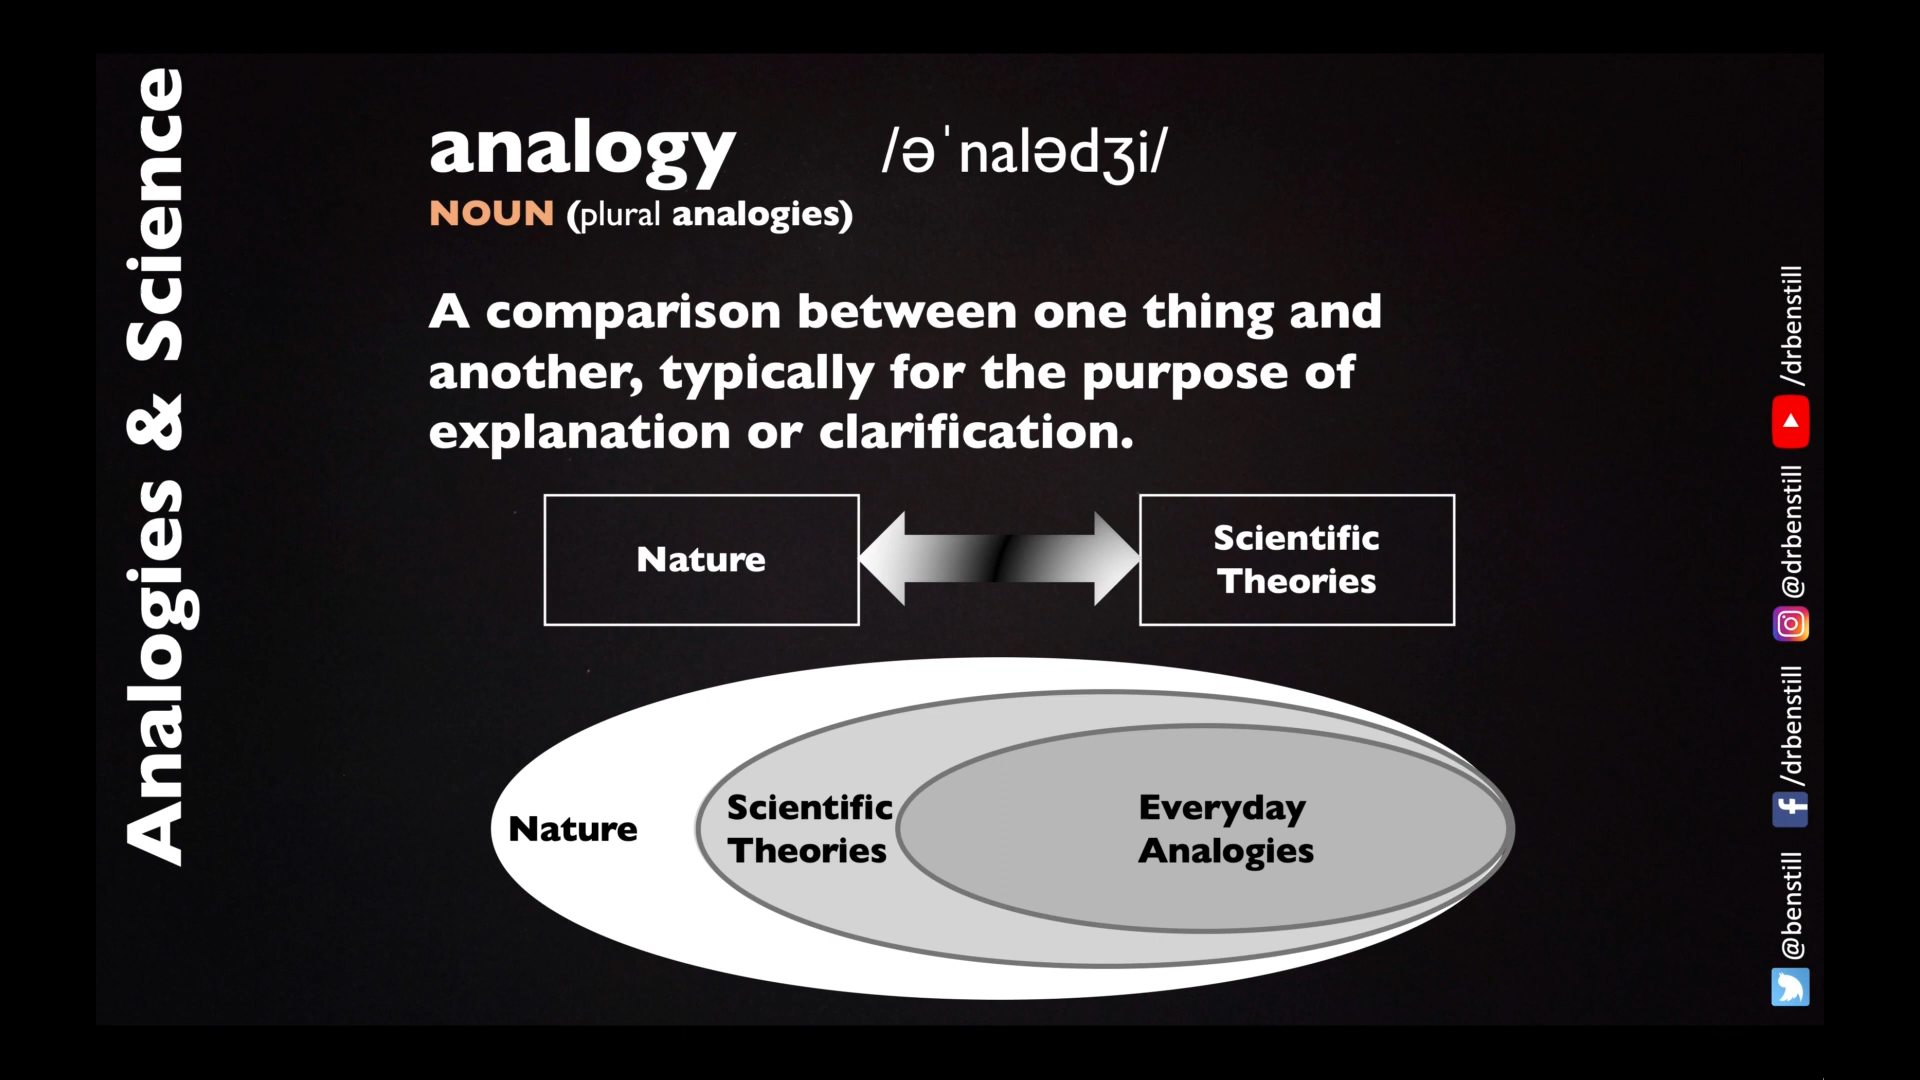 Analogies & Science
analogy /əˈnalədʒi/
NOUN (plural analogies)
A comparison between one thing and
another, typically for the purpose of
explanation or clarification.
Nature
Scientific
Theories
Nature
Scientific
Theories
Everyday
Analogies
/drbenstill
@drbenstill
/drbenstill
@benstill